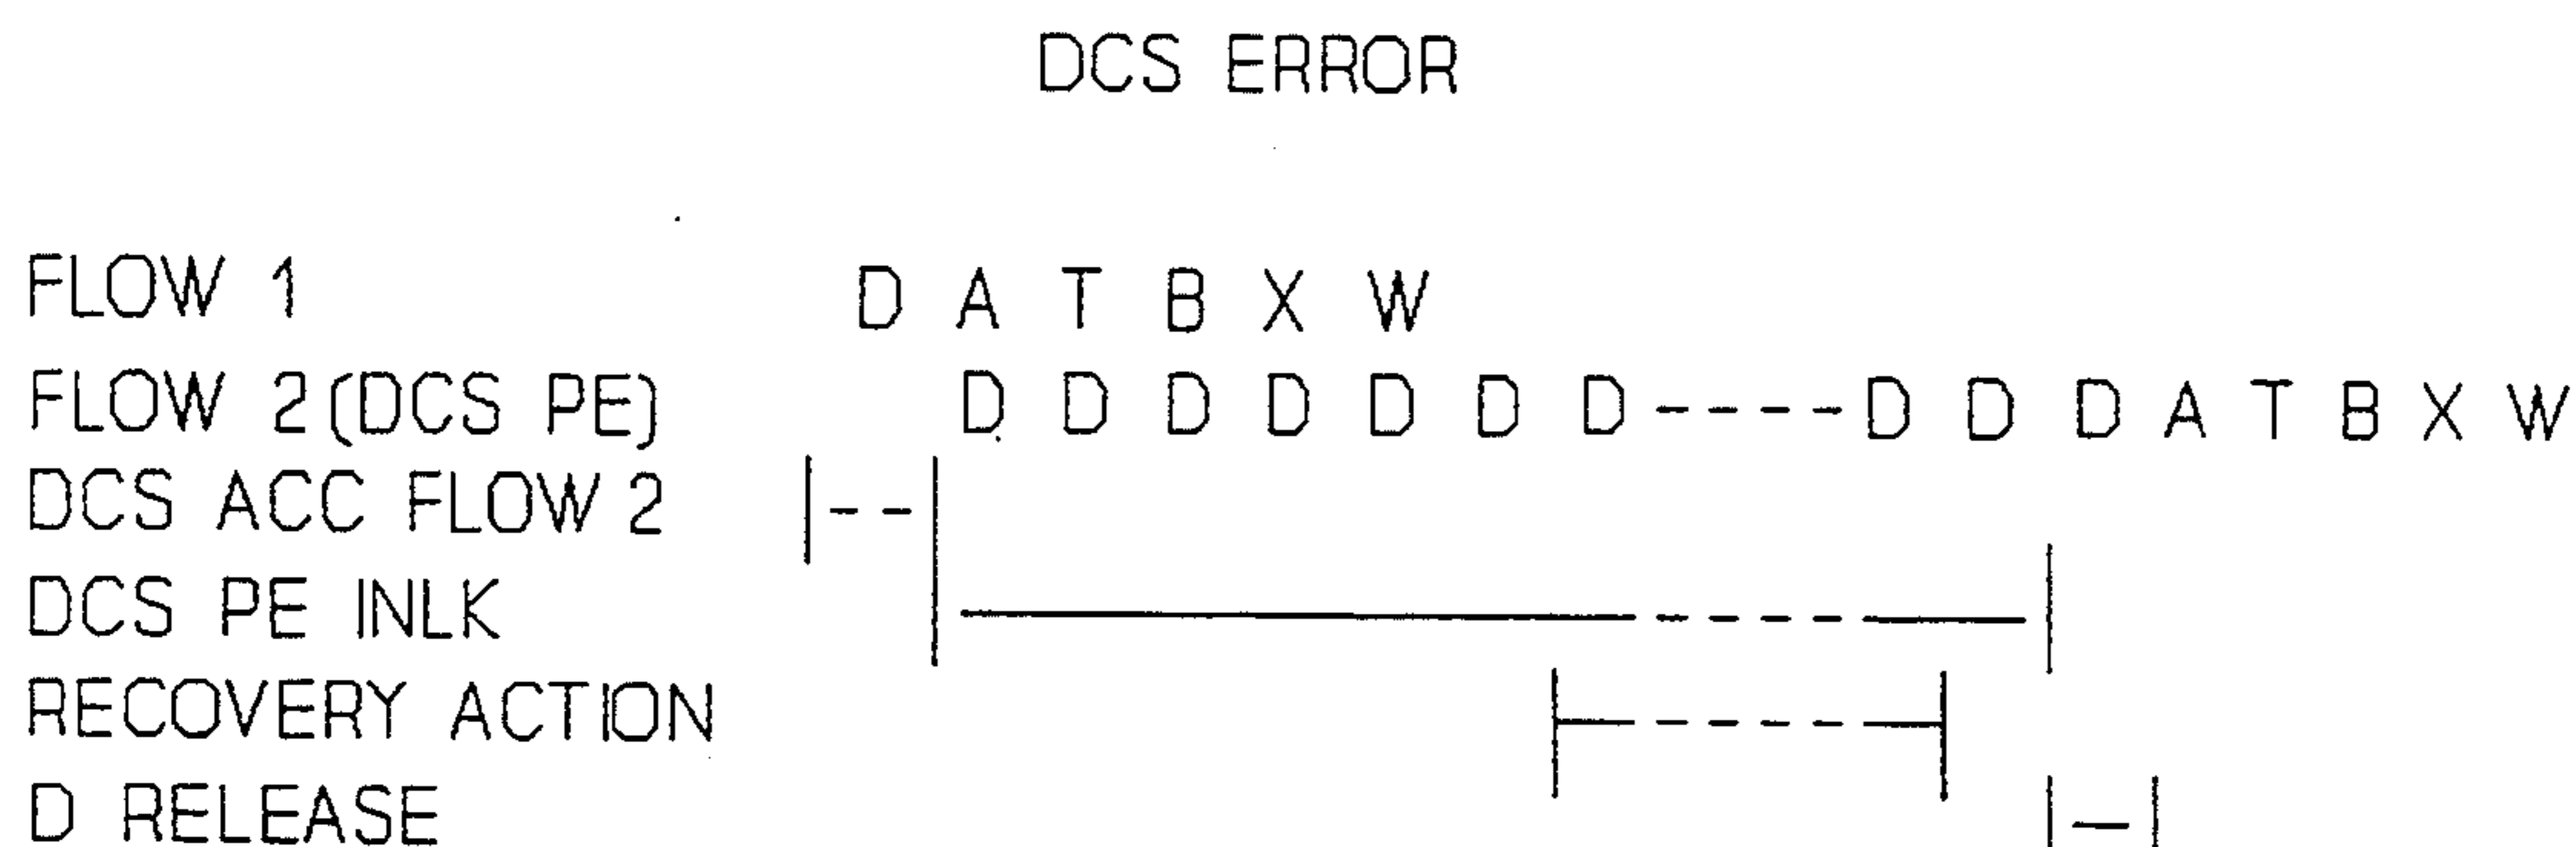 DCS ERROR
FLOW 1 D A T B X W
FLOW 2 (DCS PE) D D D D D D D - - - - D D D A T B X W
DCS ACC FLOW 2
DCS PE INLK
RECOVERY ACTION
D RELEASE